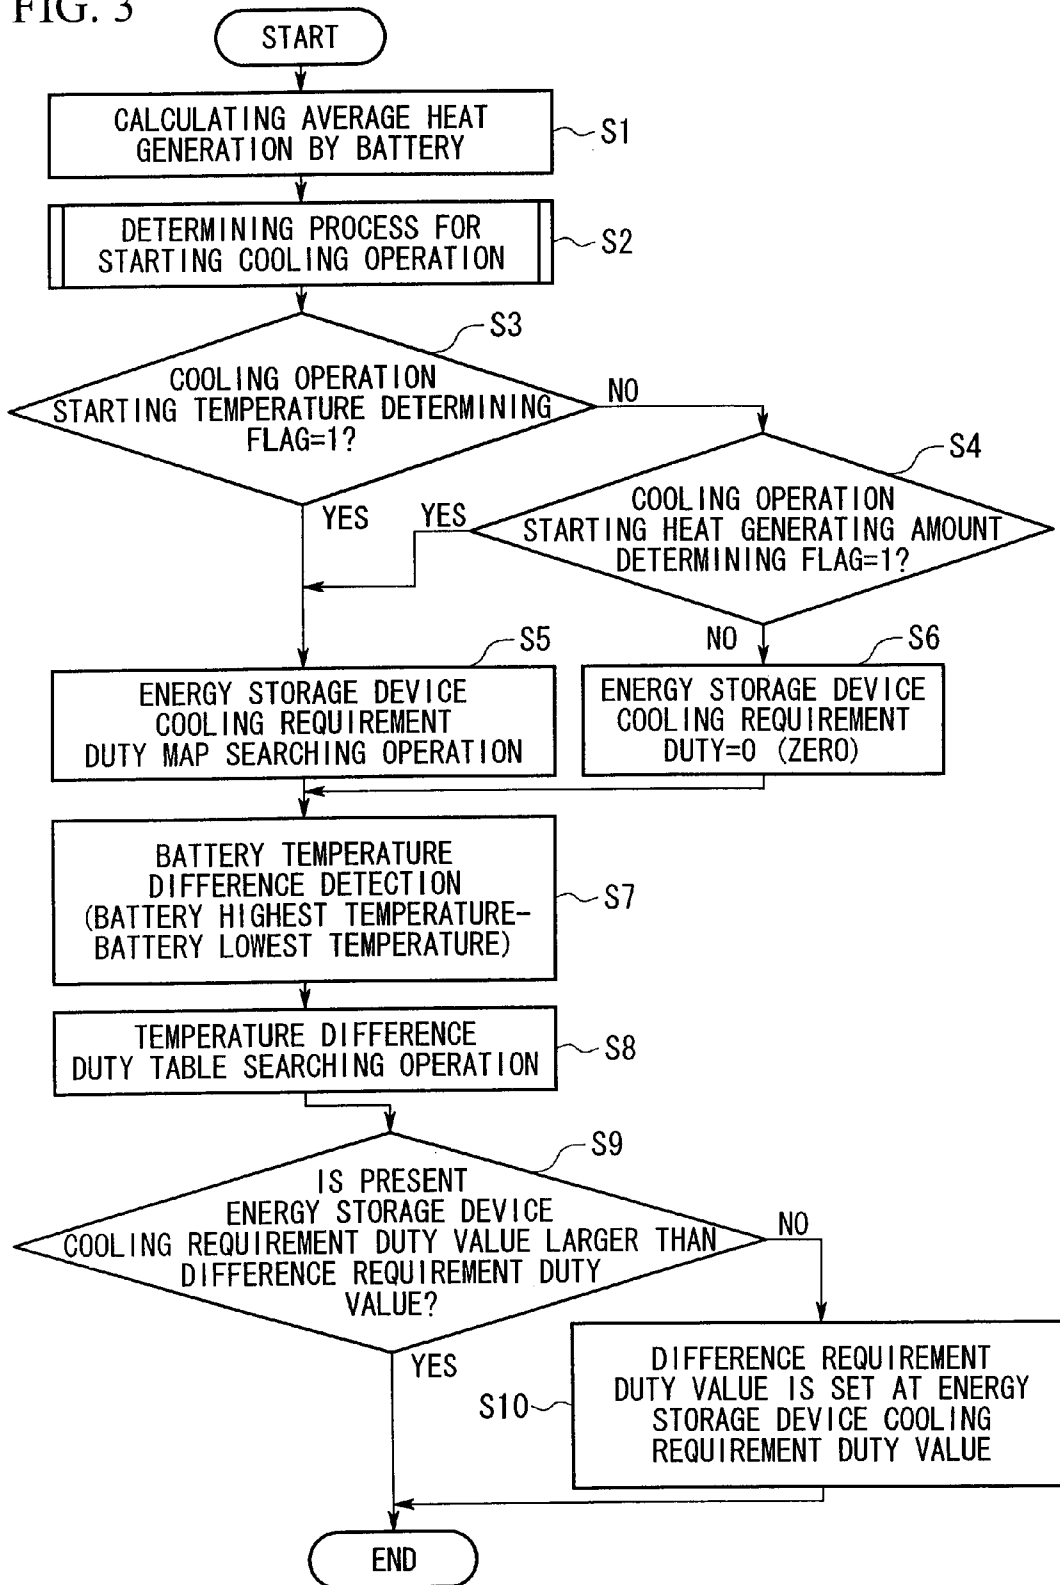 FIG. 3
START
CALCULATING AVERAGE HEAT
GENERATION BY BATTERY
S1
DETERMINING PROCESS FOR
STARTING COOLING OPERATION
S2
S3
COOLING OPERATION
STARTING TEMPERATURE DETERMINING
FLAG=1?
NO
YES
S4
COOLING OPERATION
STARTING HEAT GENERATING AMOUNT
DETERMINING FLAG=1?
YES
NO
S5
ENERGY STORAGE DEVICE
COOLING REQUIREMENT
DUTY MAP SEARCHING OPERATION
S6
ENERGY STORAGE DEVICE
COOLING REQUIREMENT
DUTY=0 (ZERO)
BATTERY TEMPERATURE
DIFFERENCE DETECTION
(BATTERY HIGHEST TEMPERATURE-
BATTERY LOWEST TEMPERATURE)
S7
TEMPERATURE DIFFERENCE
DUTY TABLE SEARCHING OPERATION
S8
S9
IS PRESENT
ENERGY STORAGE DEVICE
COOLING REQUIREMENT DUTY VALUE LARGER THAN
DIFFERENCE REQUIREMENT DUTY
VALUE?
NO
YES
S10
DIFFERENCE REQUIREMENT
DUTY VALUE IS SET AT ENERGY
STORAGE DEVICE COOLING
REQUIREMENT DUTY VALUE
END